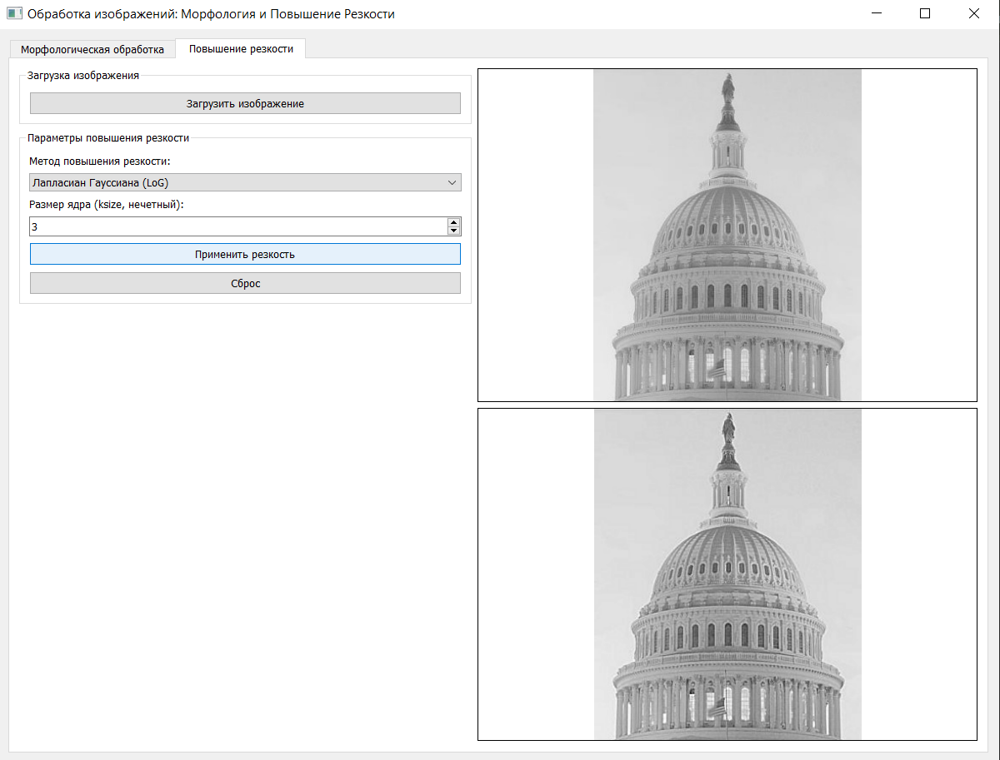 Обработка изображений: Морфология и Повышение Резкости
Морфологическая обработка
Повышение резкости
Загрузка изображения
Загрузить изображение
Параметры повышения резкости
Метод повышения резкости:
Лапласиан Гауссиана (LoG)
Размер ядра (ksize, нечетный):
3
Применить резкость
Сброс